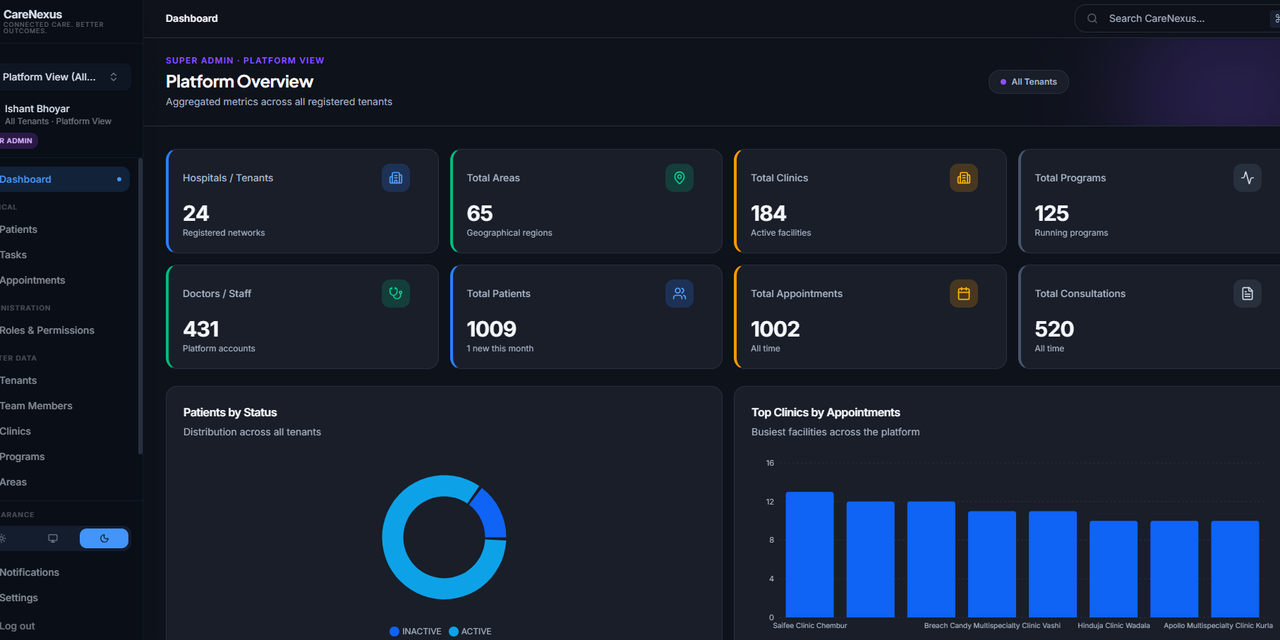 CareNexus
CONNECTED CARE. BETTER
OUTCOMES.
Platform View (All...
Ishant Bhoyar
All Tenants · Platform View
R ADMIN
Dashboard
ICAL
Patients
Tasks
Appointments
NISTRATION
Roles & Permissions
TER DATA
Tenants
Team Members
Clinics
Programs
Areas
ARANCE
Notifications
Settings
Log out
Dashboard
Search CareNexus...
SUPER ADMIN · PLATFORM VIEW
Platform Overview
Aggregated metrics across all registered tenants
All Tenants
Hospitals / Tenants
24
Registered networks
Total Areas
65
Geographical regions
Total Clinics
184
Active facilities
Total Programs
125
Running programs
Doctors / Staff
431
Platform accounts
Total Patients
1009
1 new this month
Total Appointments
1002
All time
Total Consultations
520
All time
Patients by Status
Distribution across all tenants
INACTIVE ACTIVE
Top Clinics by Appointments
Busiest facilities across the platform
16
12
8
4
0
Saifee Clinic Chembur Breach Candy Multispecialty Clinic Vashi Hinduja Clinic Wadala Apollo Multispecialty Clinic Kurla